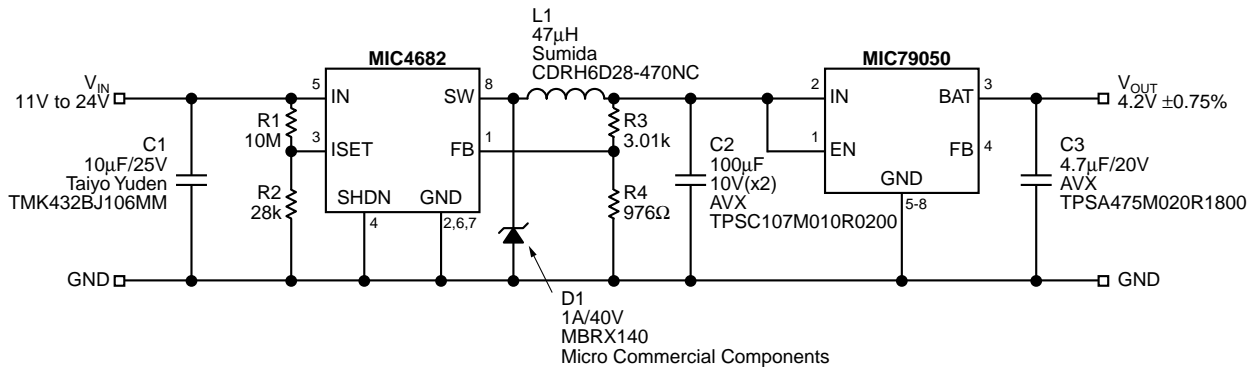 L1
47μH
Sumida
CDRH6D28-470NC
MIC4682
MIC79050
VIN
11V to 24V
5
IN
SW
8
2
IN
BAT
3
VOUT
4.2V ±0.75%
R1
10M
3
ISET
FB
1
R3
3.01k
1
EN
FB
4
C1
10μF/25V
Taiyo Yuden
TMK432BJ106MM
R2
28k
SHDN
4
GND
2,6,7
R4
976Ω
C2
100μF
10V(x2)
AVX
TPSC107M010R0200
GND
5-8
C3
4.7μF/20V
AVX
TPSA475M020R1800
GND
GND
D1
1A/40V
MBRX140
Micro Commercial Components